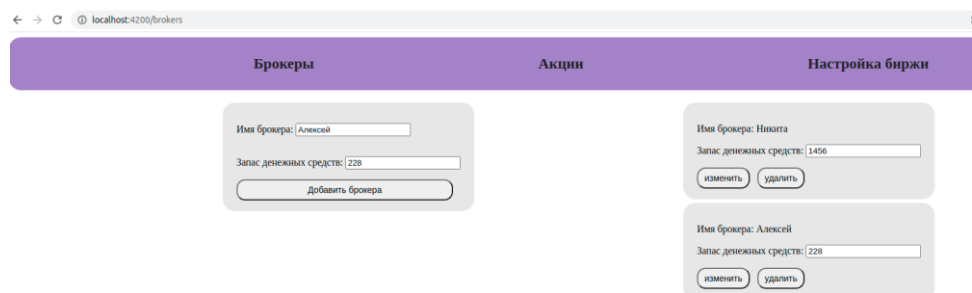 localhost:4200/brokers
Брокеры Акции Настройка биржи
Имя брокера: Алексей
Запас денежных средств: 228
Добавить брокера
Имя брокера: Никита
Запас денежных средств: 1456
изменить удалить
Имя брокера: Алексей
Запас денежных средств: 228
изменить удалить